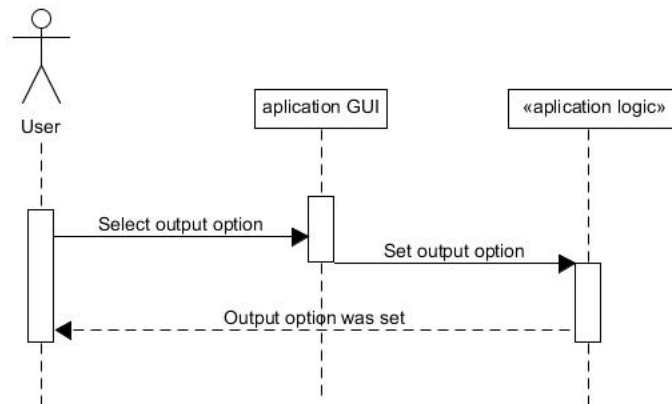 User
aplication GUI
«aplication logic»
Select output option
Set output option
Output option was set